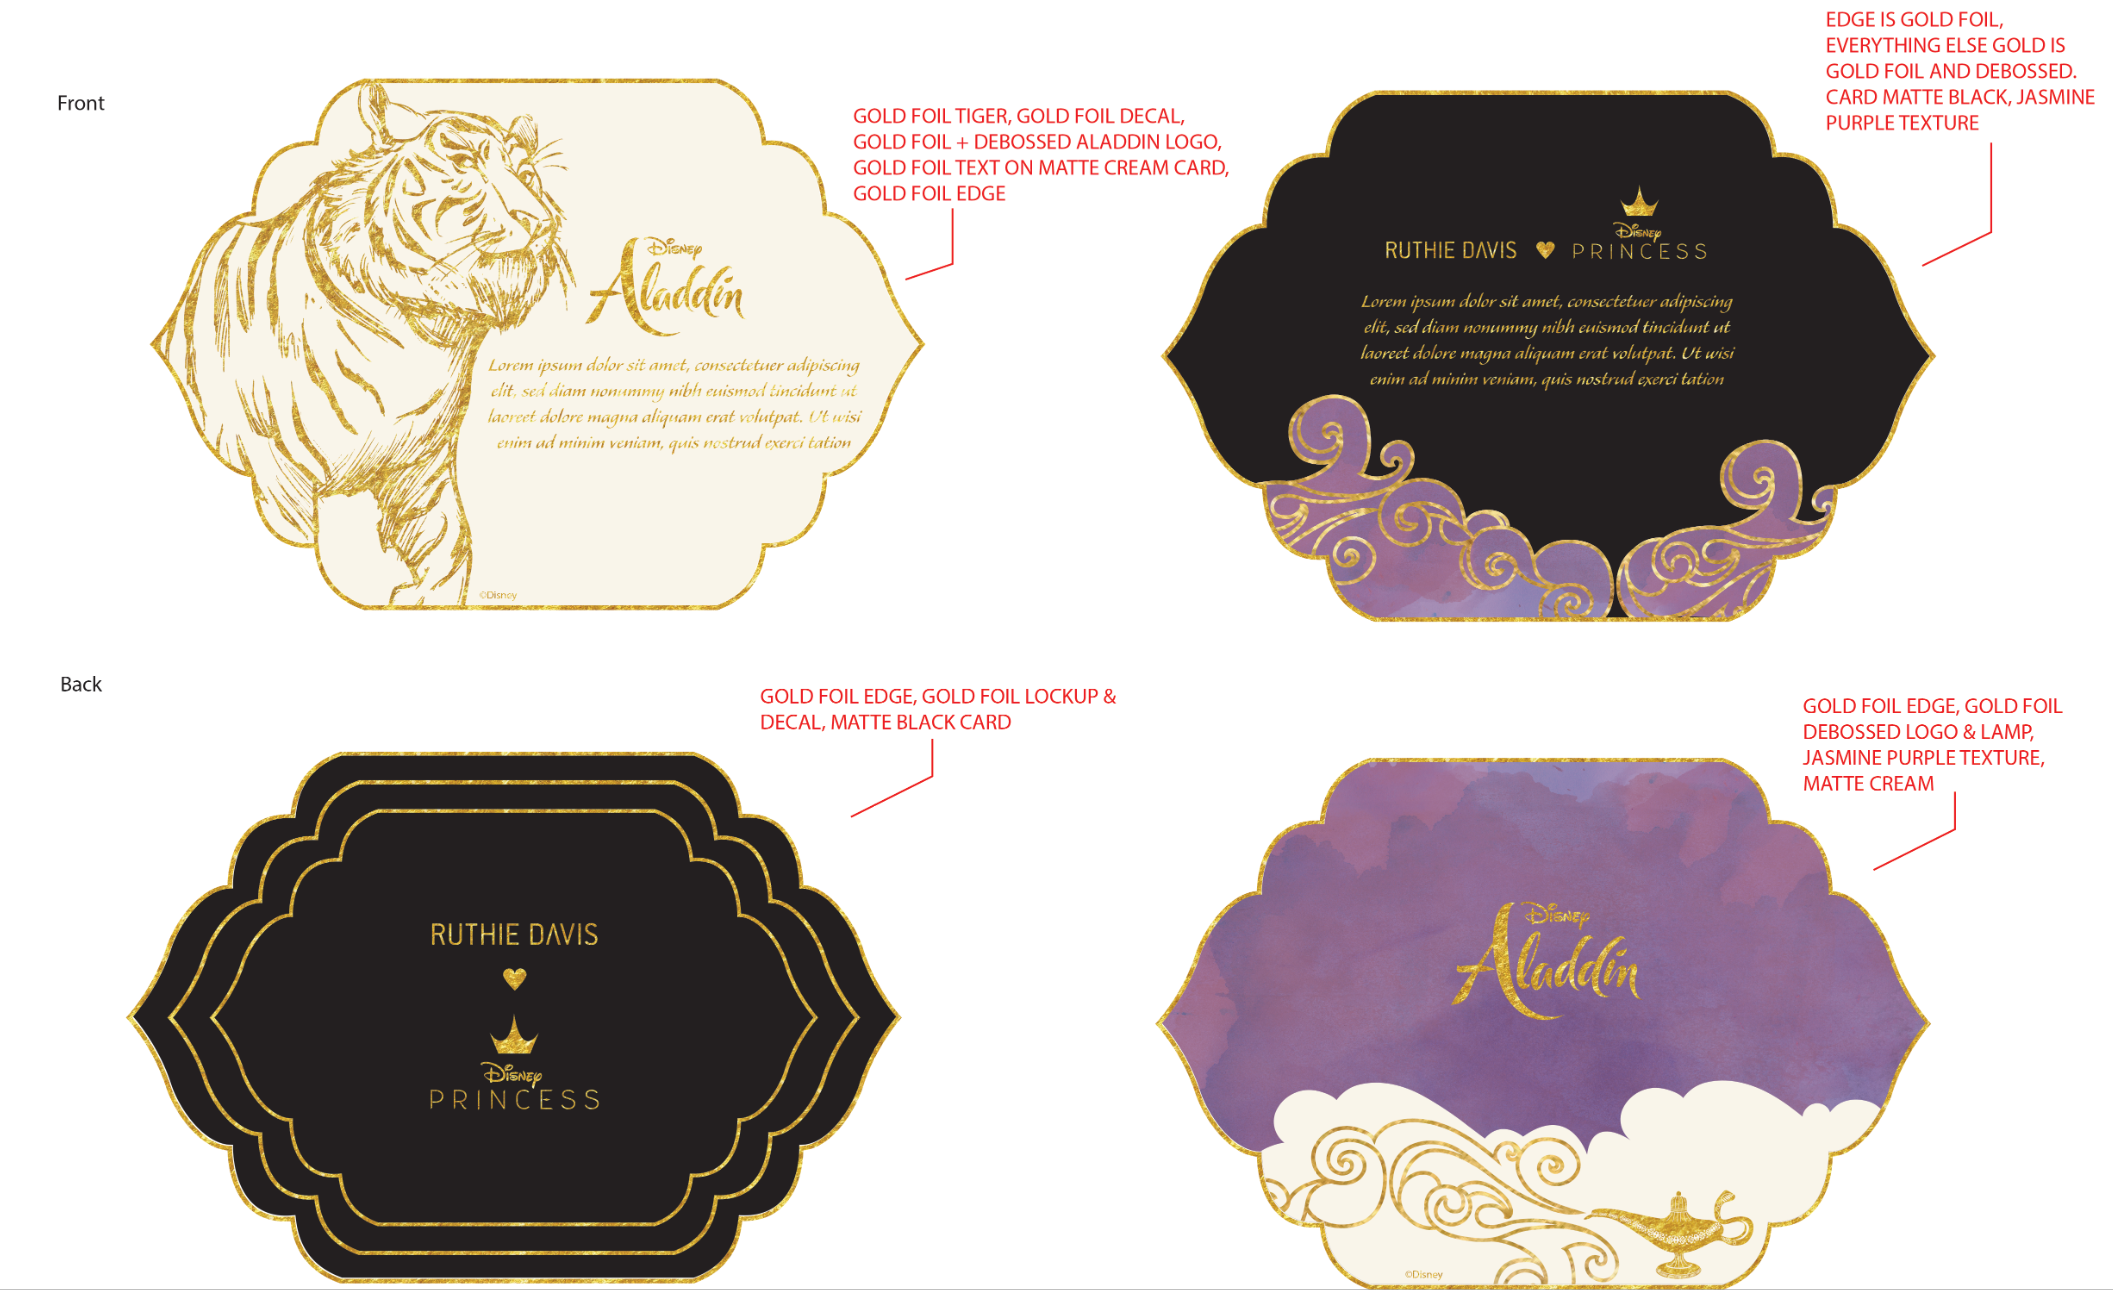 Front
GOLD FOIL TIGER, GOLD FOIL DECAL,
GOLD FOIL + DEBOSSED ALADDIN LOGO,
GOLD FOIL TEXT ON MATTE CREAM CARD,
GOLD FOIL EDGE
Disney
Aladdin
Lorem ipsum dolor sit amet, consectetuer adipiscing
elit, sed diam nonummy nibh euismod tincidunt ut
laoreet dolore magna aliquam erat volutpat. Ut wisi
enim ad minim veniam, quis nostrud exerci tation
©Disney
EDGE IS GOLD FOIL,
EVERYTHING ELSE GOLD IS
GOLD FOIL AND DEBOSSED.
CARD MATTE BLACK, JASMINE
PURPLE TEXTURE
RUTHIE DAVIS
Disney
PRINCESS
Lorem ipsum dolor sit amet, consectetuer adipiscing
elit, sed diam nonummy nibh euismod tincidunt ut
laoreet dolore magna aliquam erat volutpat. Ut wisi
enim ad minim veniam, quis nostrud exerci tation
Back
GOLD FOIL EDGE, GOLD FOIL LOCKUP &
DECAL, MATTE BLACK CARD
RUTHIE DAVIS
Disney
PRINCESS
GOLD FOIL EDGE, GOLD FOIL
DEBOSSED LOGO & LAMP,
JASMINE PURPLE TEXTURE,
MATTE CREAM
Disney
Aladdin
©Disney